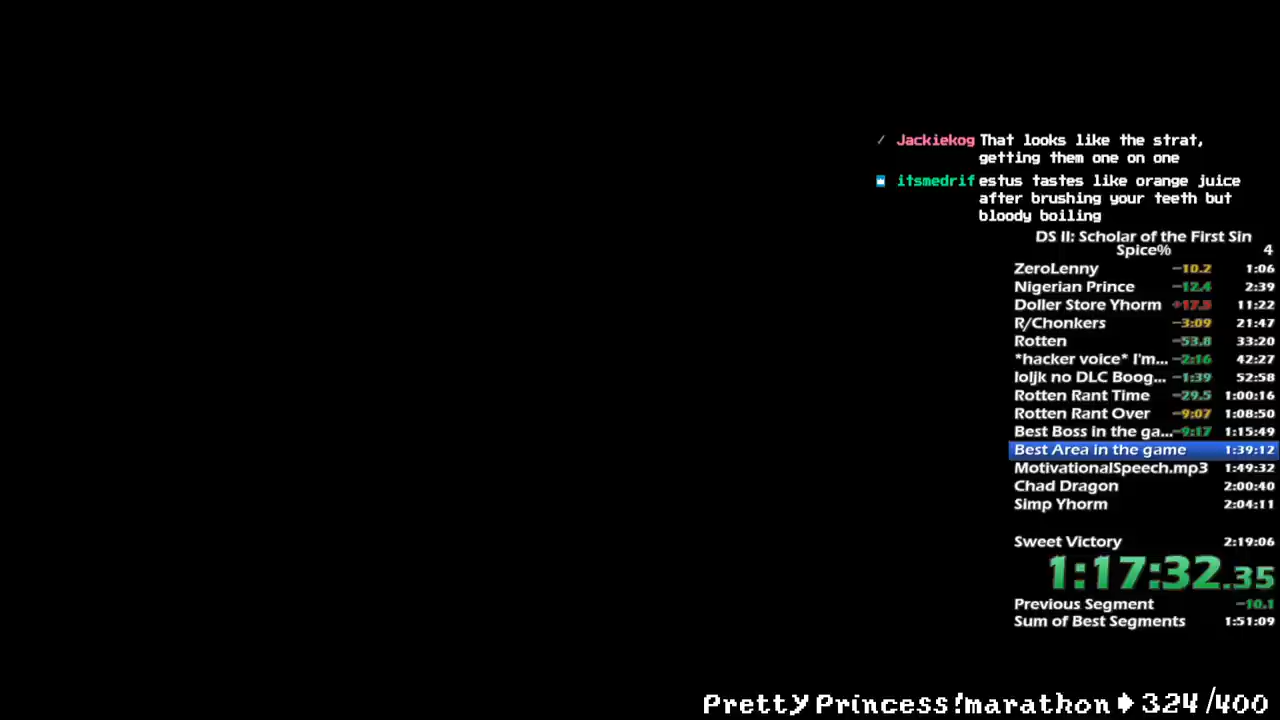 Jackiekog That looks like the strat,
getting them one on one
itsmedrif estus tastes like orange juice
after brushing your teeth but
bloody boiling
DS II: Scholar of the First Sin
Spice% 4
ZeroLenny -10.2 1:06
Nigerian Prince -12.4 2:39
Doller Store Yhorm +17.3 11:22
R/Chonkers -3:09 21:47
Rotten -53.8 33:20
*hacker voice* I'm... -2:16 42:27
loljk no DLC Boog... -1:39 52:58
Rotten Rant Time -29.5 1:00:16
Rotten Rant Over -9:07 1:08:50
Best Boss in the ga... -9:17 1:15:49
Best Area in the game 1:39:12
MotivationalSpeech.mp3 1:49:32
Chad Dragon 2:00:40
Simp Yhorm 2:04:11
Sweet Victory 2:19:06
1:17:32.35
Previous Segment -10.1
Sum of Best Segments 1:51:09
Pretty Princess !marathon → 324/400